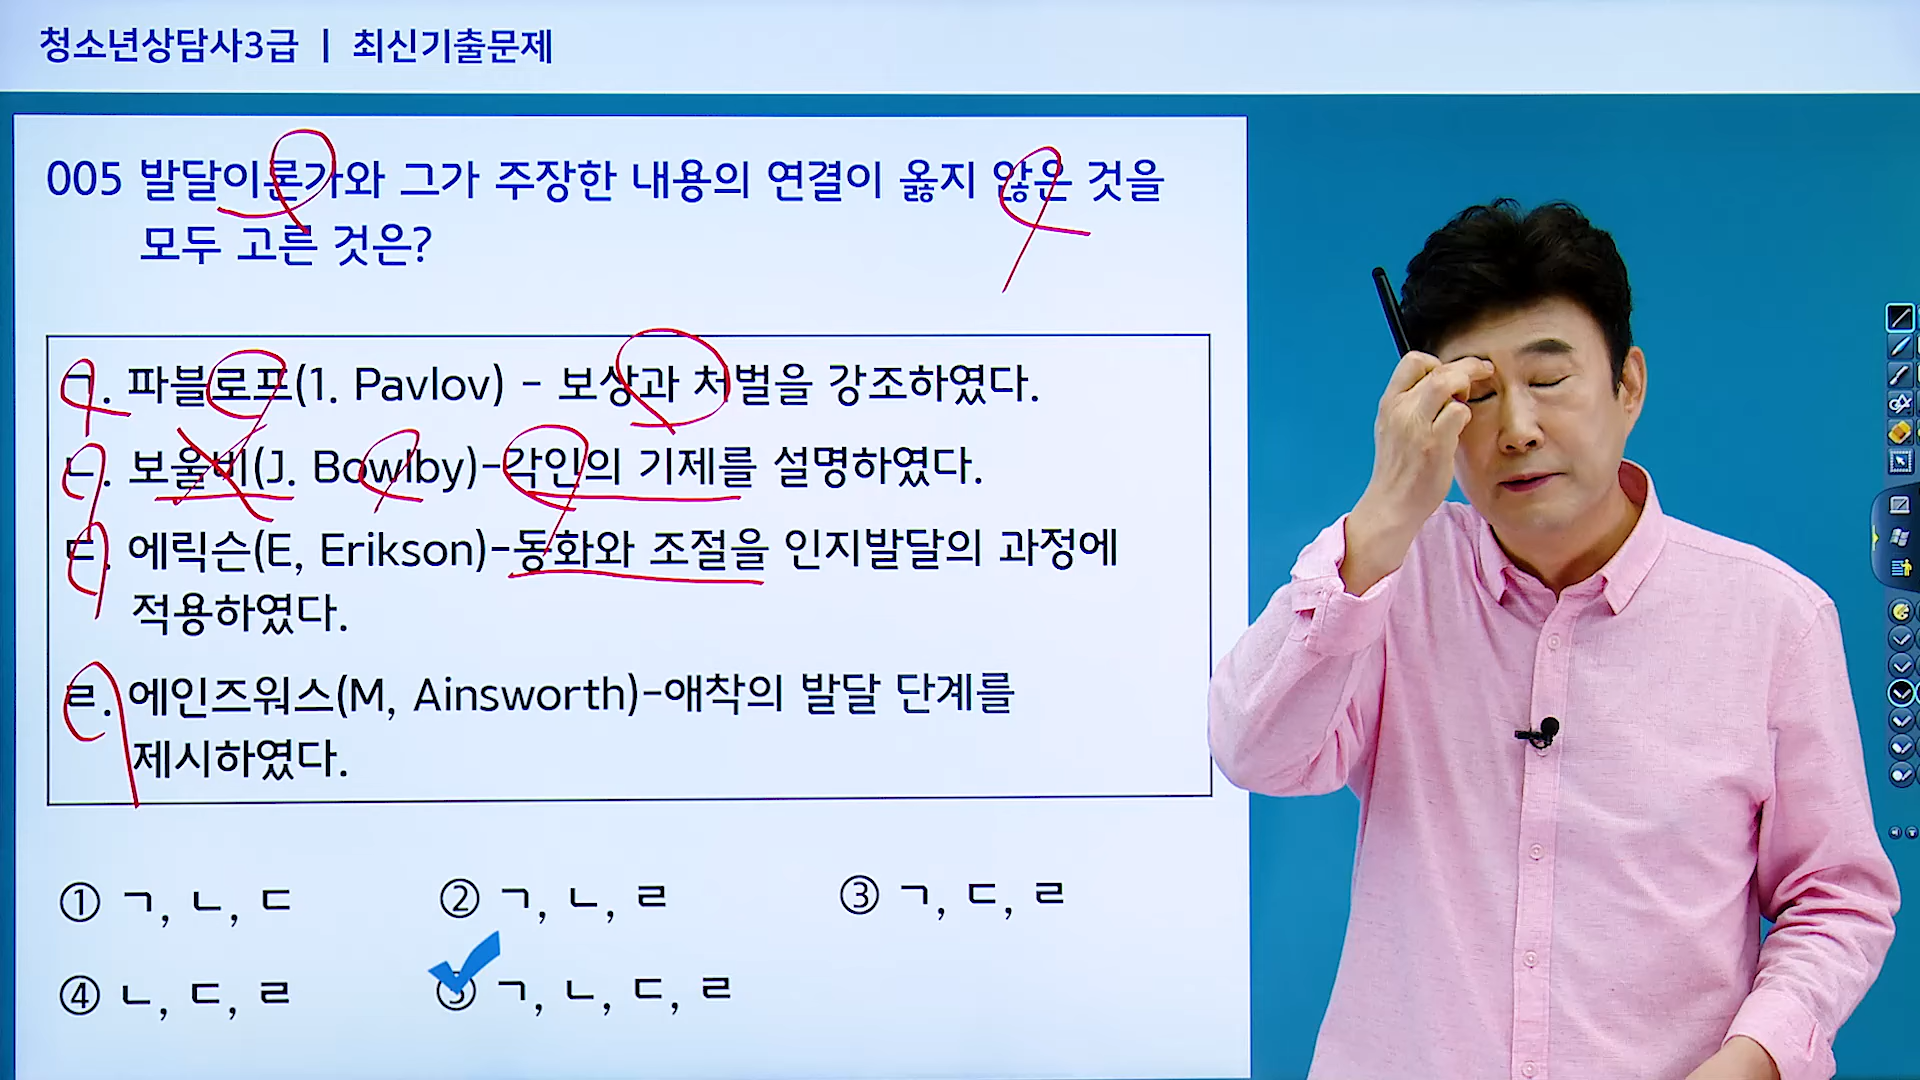 청소년상담사3급 | 최신기출문제
005 발달이론가와 그가 주장한 내용의 연결이 옳지 않은 것을
모두 고른 것은?
ㄱ. 파블로프(1. Pavlov) - 보상과 처벌을 강조하였다.
ㄴ. 보울비(J. Bowlby)-각인의 기제를 설명하였다.
ㄷ. 에릭슨(E, Erikson)-동화와 조절을 인지발달의 과정에
적용하였다.
ㄹ. 에인즈워스(M, Ainsworth)-애착의 발달 단계를
제시하였다.
① ㄱ, ㄴ, ㄷ ② ㄱ, ㄴ, ㄹ ③ ㄱ, ㄷ, ㄹ
④ ㄴ, ㄷ, ㄹ ⑤ ㄱ, ㄴ, ㄷ, ㄹ